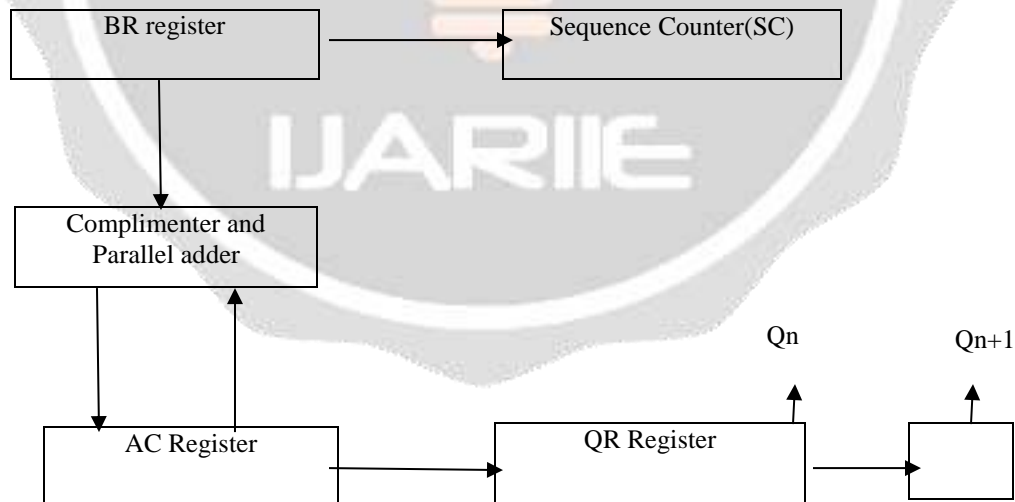 BR register
Sequence Counter(SC)
IJARIIE
Complimenter and
Parallel adder
Qn
Qn+1
AC Register
QR Register